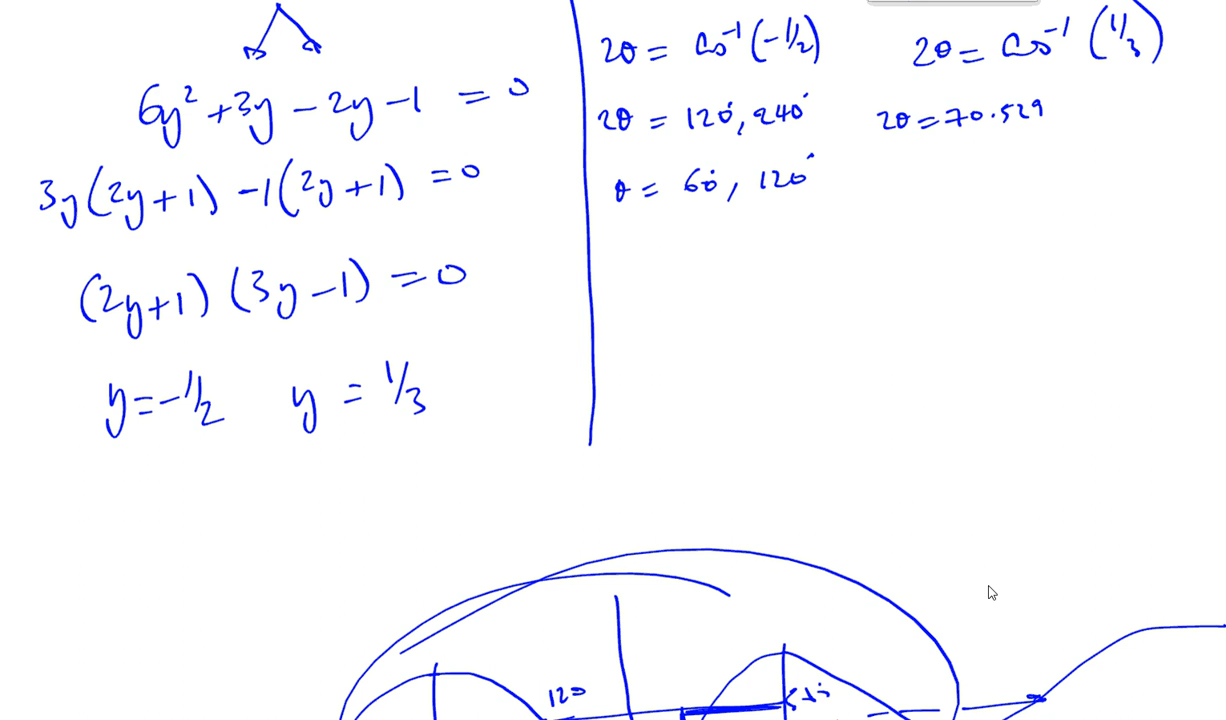 6y² + 3y − 2y − 1 = 0
3y(2y+1) −1(2y+1) = 0
(2y+1) (3y−1) = 0
y = −1/2 y = 1/3
2θ = Cos⁻¹(−1/2)
2θ = 120°, 240°
θ = 60°, 120°
2θ = Cos⁻¹(1/3)
2θ = 70.529
120